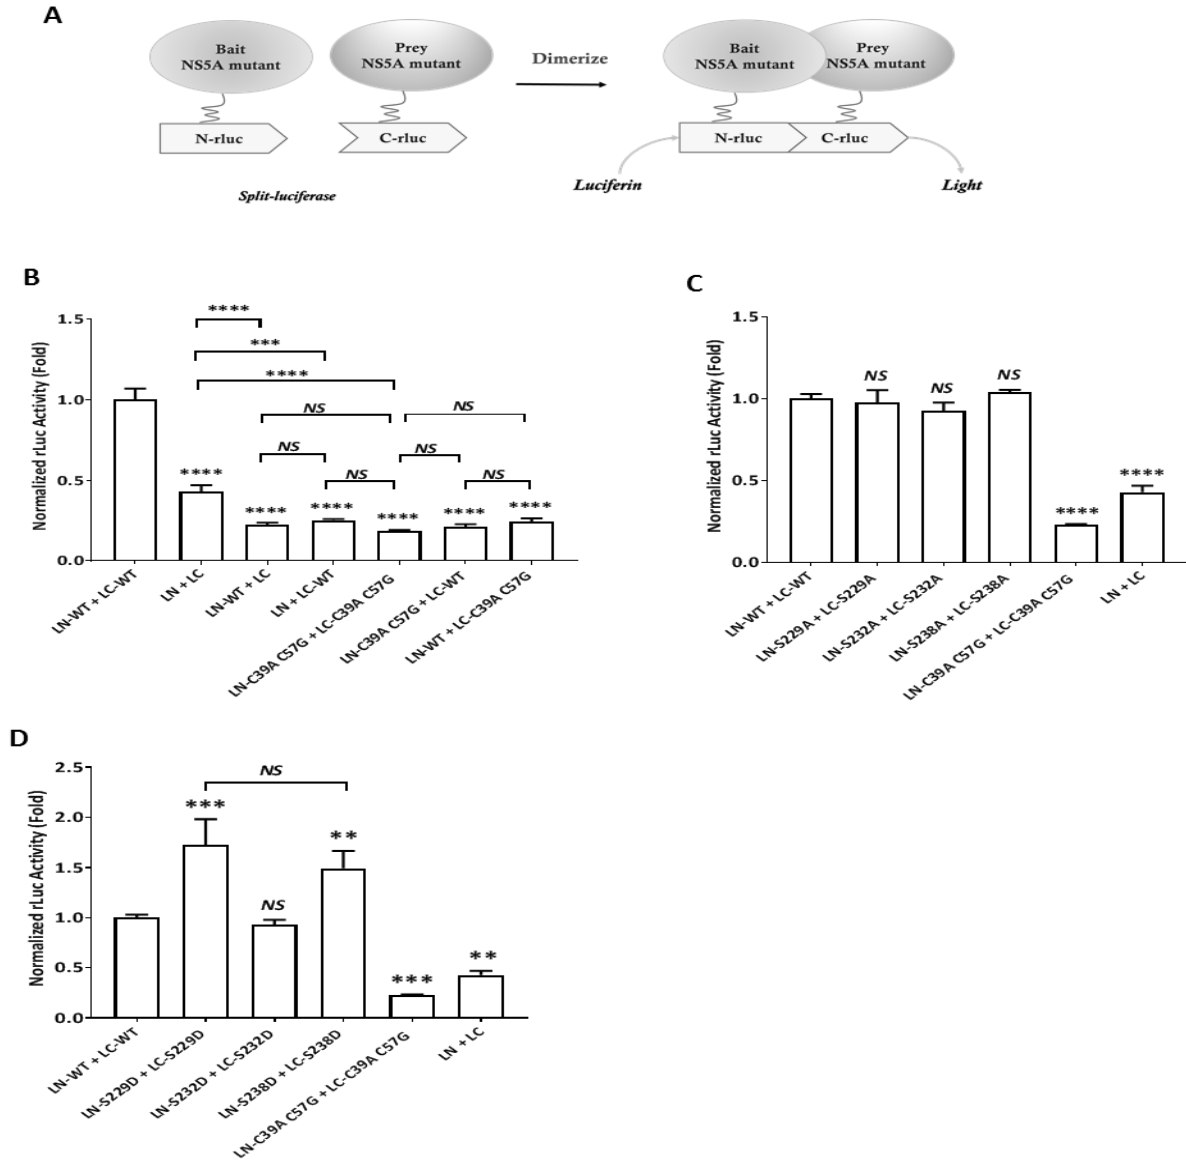 A
Bait
NS5A mutant
Prey
NS5A mutant
Dimerize
Bait
NS5A mutant
Prey
NS5A mutant
N-rluc
C-rluc
N-rluc
C-rluc
Split-luciferase
Luciferin
Light
B
Normalized rLuc Activity (Fold)
1.5
1.0
0.5
0.0
****
***
****
NS
NS
NS
NS
NS
NS
****
****
****
****
****
****
LN-WT + LC-WT
LN + LC
LN-WT + LC
LN + LC-WT
LN-C39A C57G + LC-C39A C57G
LN-C39A C57G + LC-WT
LN-WT + LC-C39A C57G
C
Normalized rLuc Activity (Fold)
1.5
1.0
0.5
0.0
NS
NS
NS
****
****
LN-WT + LC-WT
LN-S229A + LC-S229A
LN-S232A + LC-S232A
LN-S238A + LC-S238A
LN-C39A C57G + LC-C39A C57G
LN + LC
D
Normalized rLuc Activity (Fold)
2.5
2.0
1.5
1.0
0.5
0.0
NS
***
NS
**
***
**
LN-WT + LC-WT
LN-S229D + LC-S229D
LN-S232D + LC-S232D
LN-S238D + LC-S238D
LN-C39A C57G + LC-C39A C57G
LN + LC